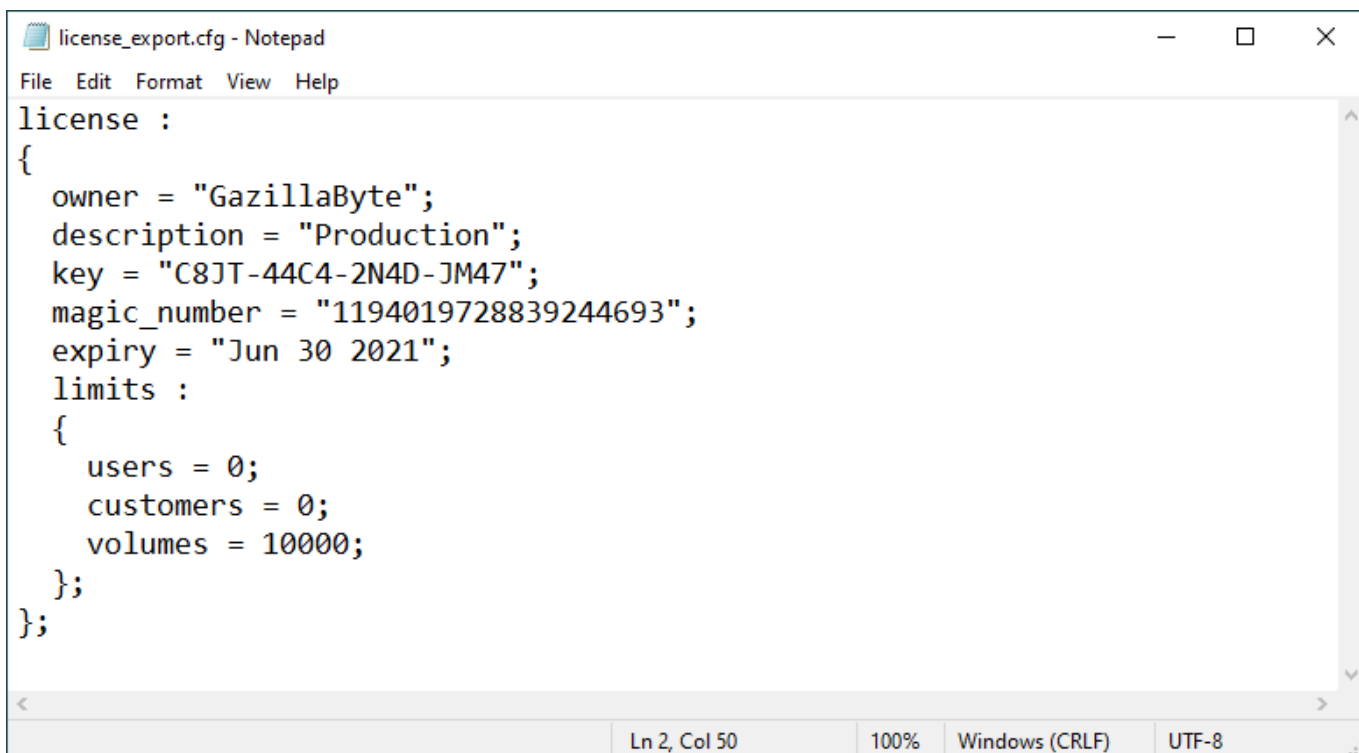 license_export.cfg - Notepad
File Edit Format View Help
license :
{
  owner = "GazillaByte";
  description = "Production";
  key = "C8JT-44C4-2N4D-JM47";
  magic_number = "1194019728839244693";
  expiry = "Jun 30 2021";
  limits :
  {
    users = 0;
    customers = 0;
    volumes = 10000;
  };
};
Ln 2, Col 50 100% Windows (CRLF) UTF-8